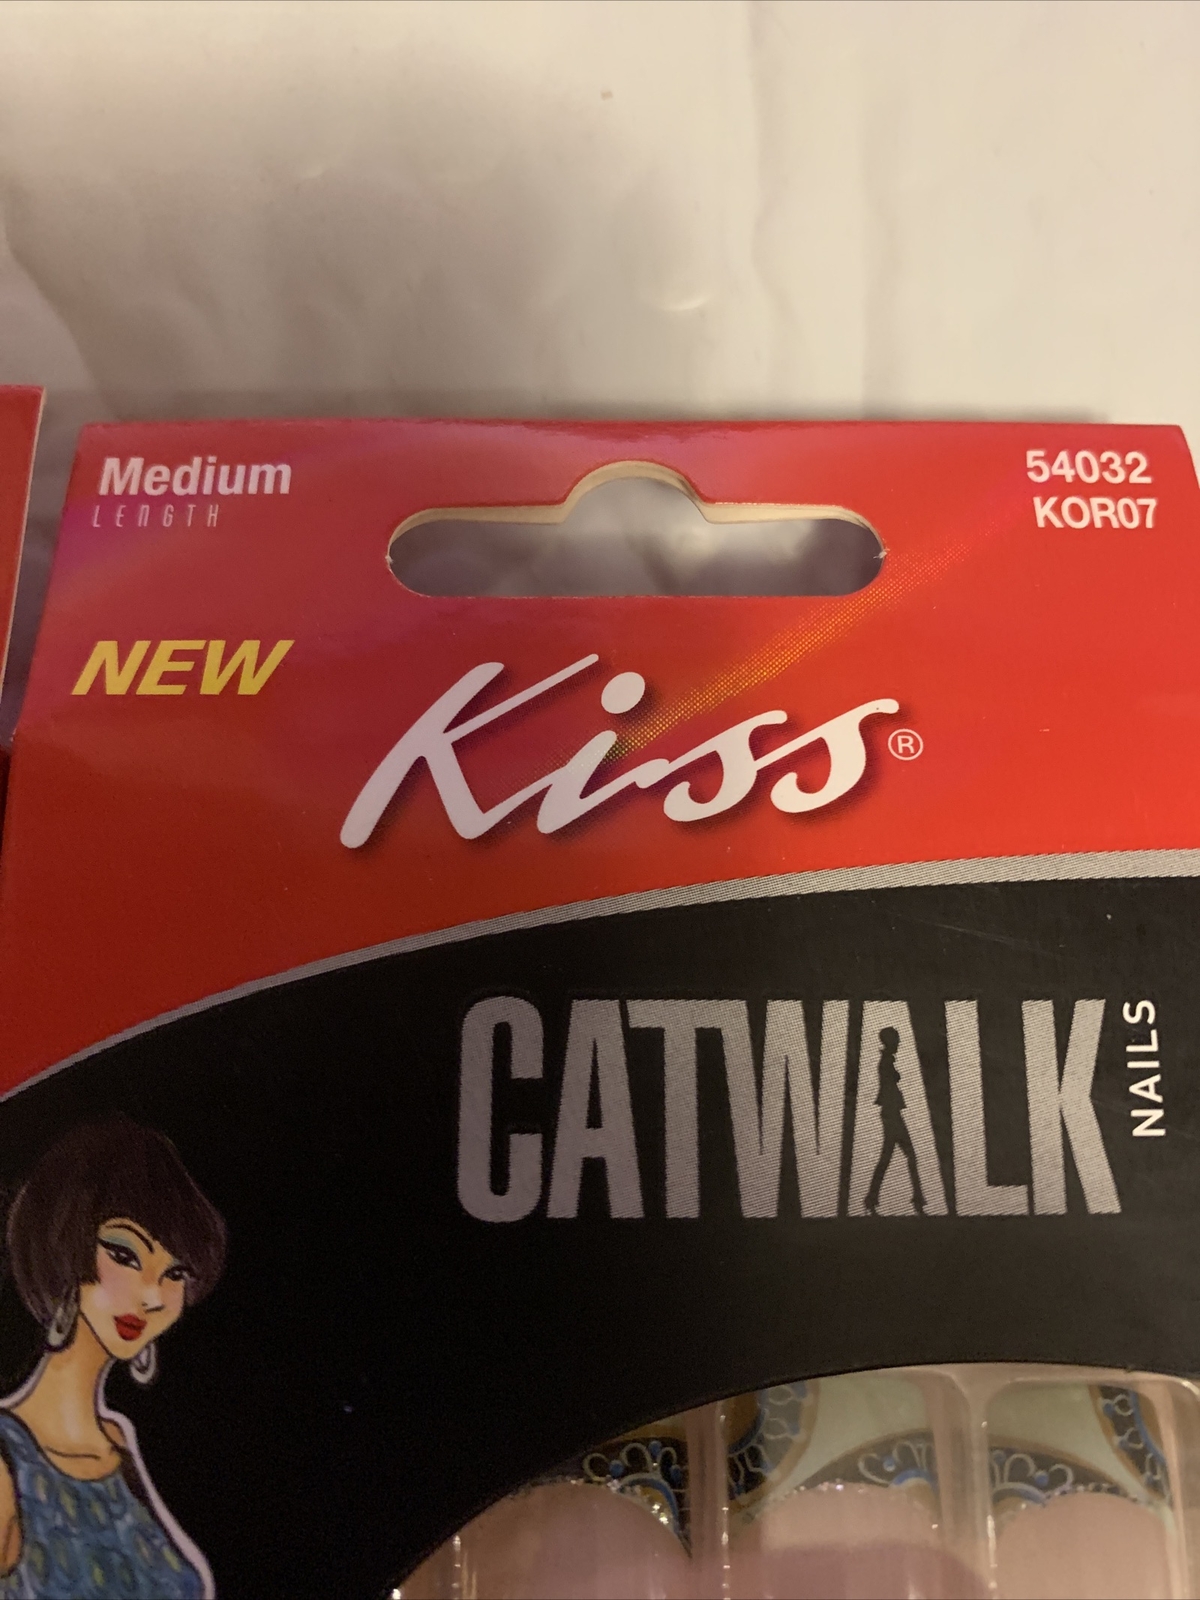 Medium
LENGTH
54032
KOR07
NEW
Kiss®
CATWALK
NAILS